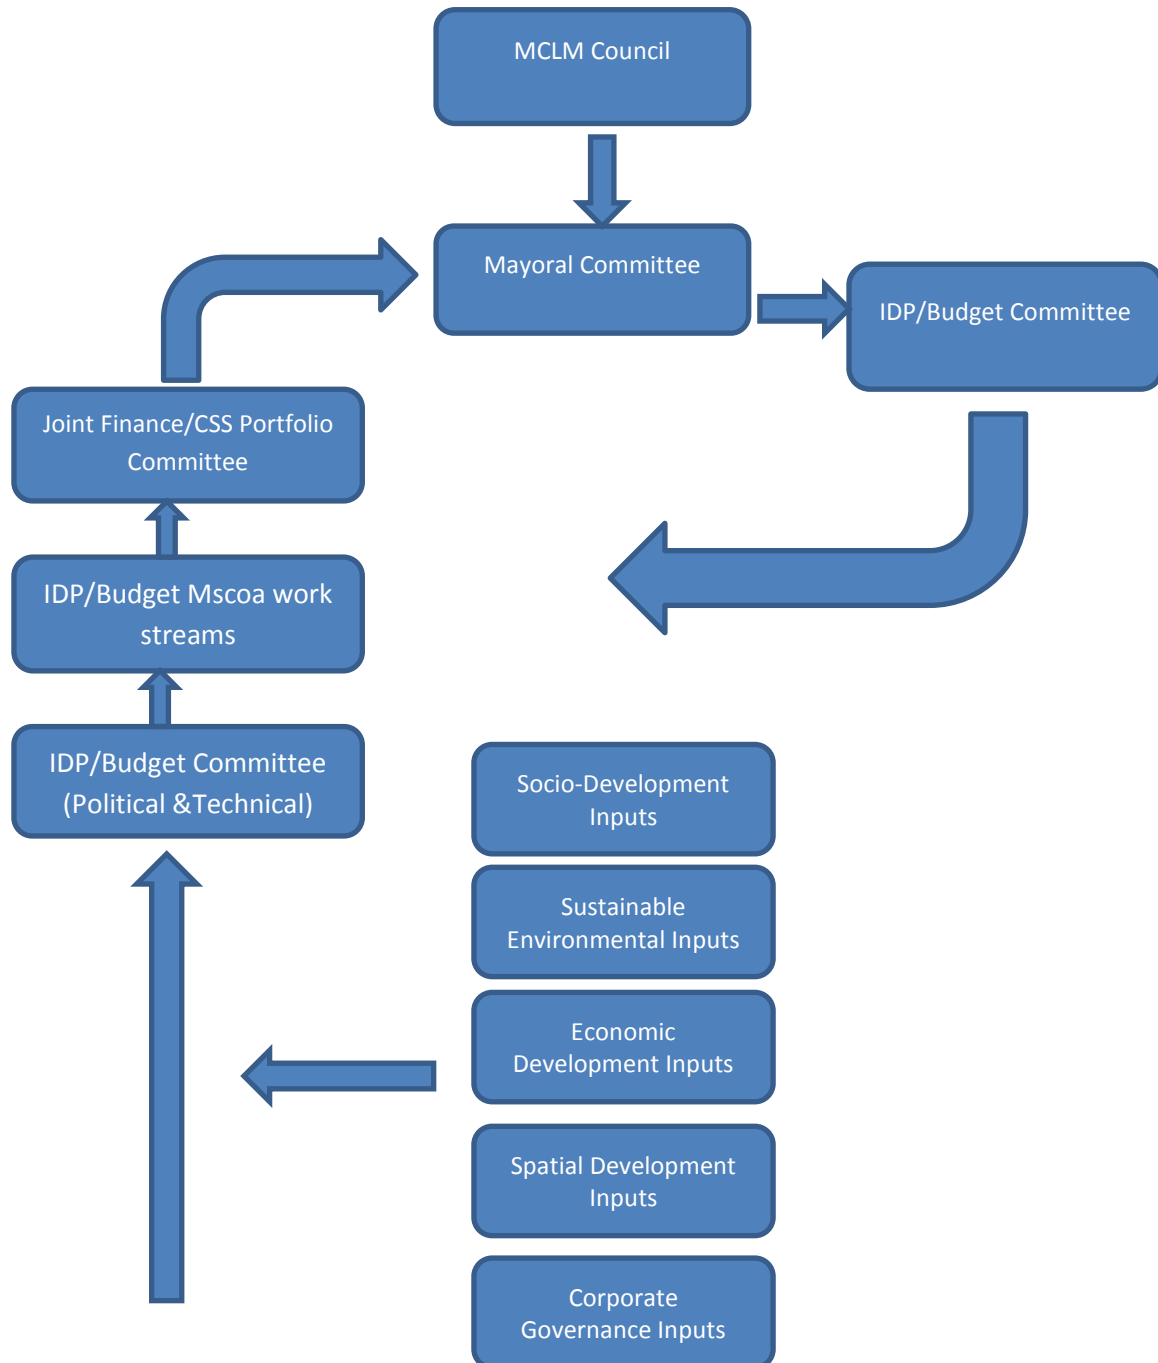 MCLM Council
Mayoral Committee
IDP/Budget Committee
Joint Finance/CSS Portfolio
Committee
IDP/Budget Mscoa work
streams
IDP/Budget Committee
(Political &Technical)
Socio-Development
Inputs
Sustainable
Environmental Inputs
Economic
Development Inputs
Spatial Development
Inputs
Corporate
Governance Inputs